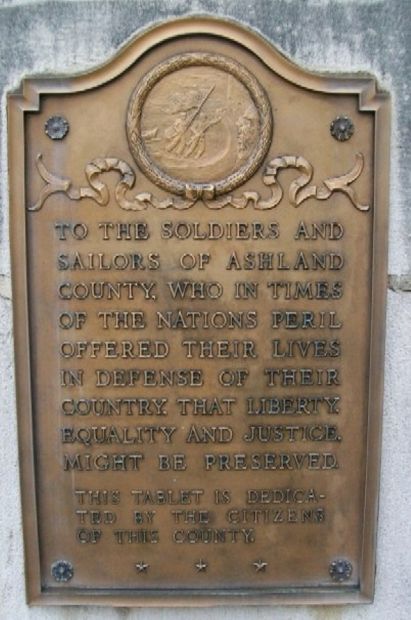 TO THE SOLDIERS AND
SAILORS OF ASHLAND
COUNTY, WHO IN TIMES
OF THE NATIONS PERIL
OFFERED THEIR LIVES
IN DEFENSE OF THEIR
COUNTRY. THAT LIBERTY,
EQUALITY AND JUSTICE,
MIGHT BE PRESERVED.
THIS TABLET IS DEDICA-
TED BY THE CITIZENS
OF THIS COUNTY.